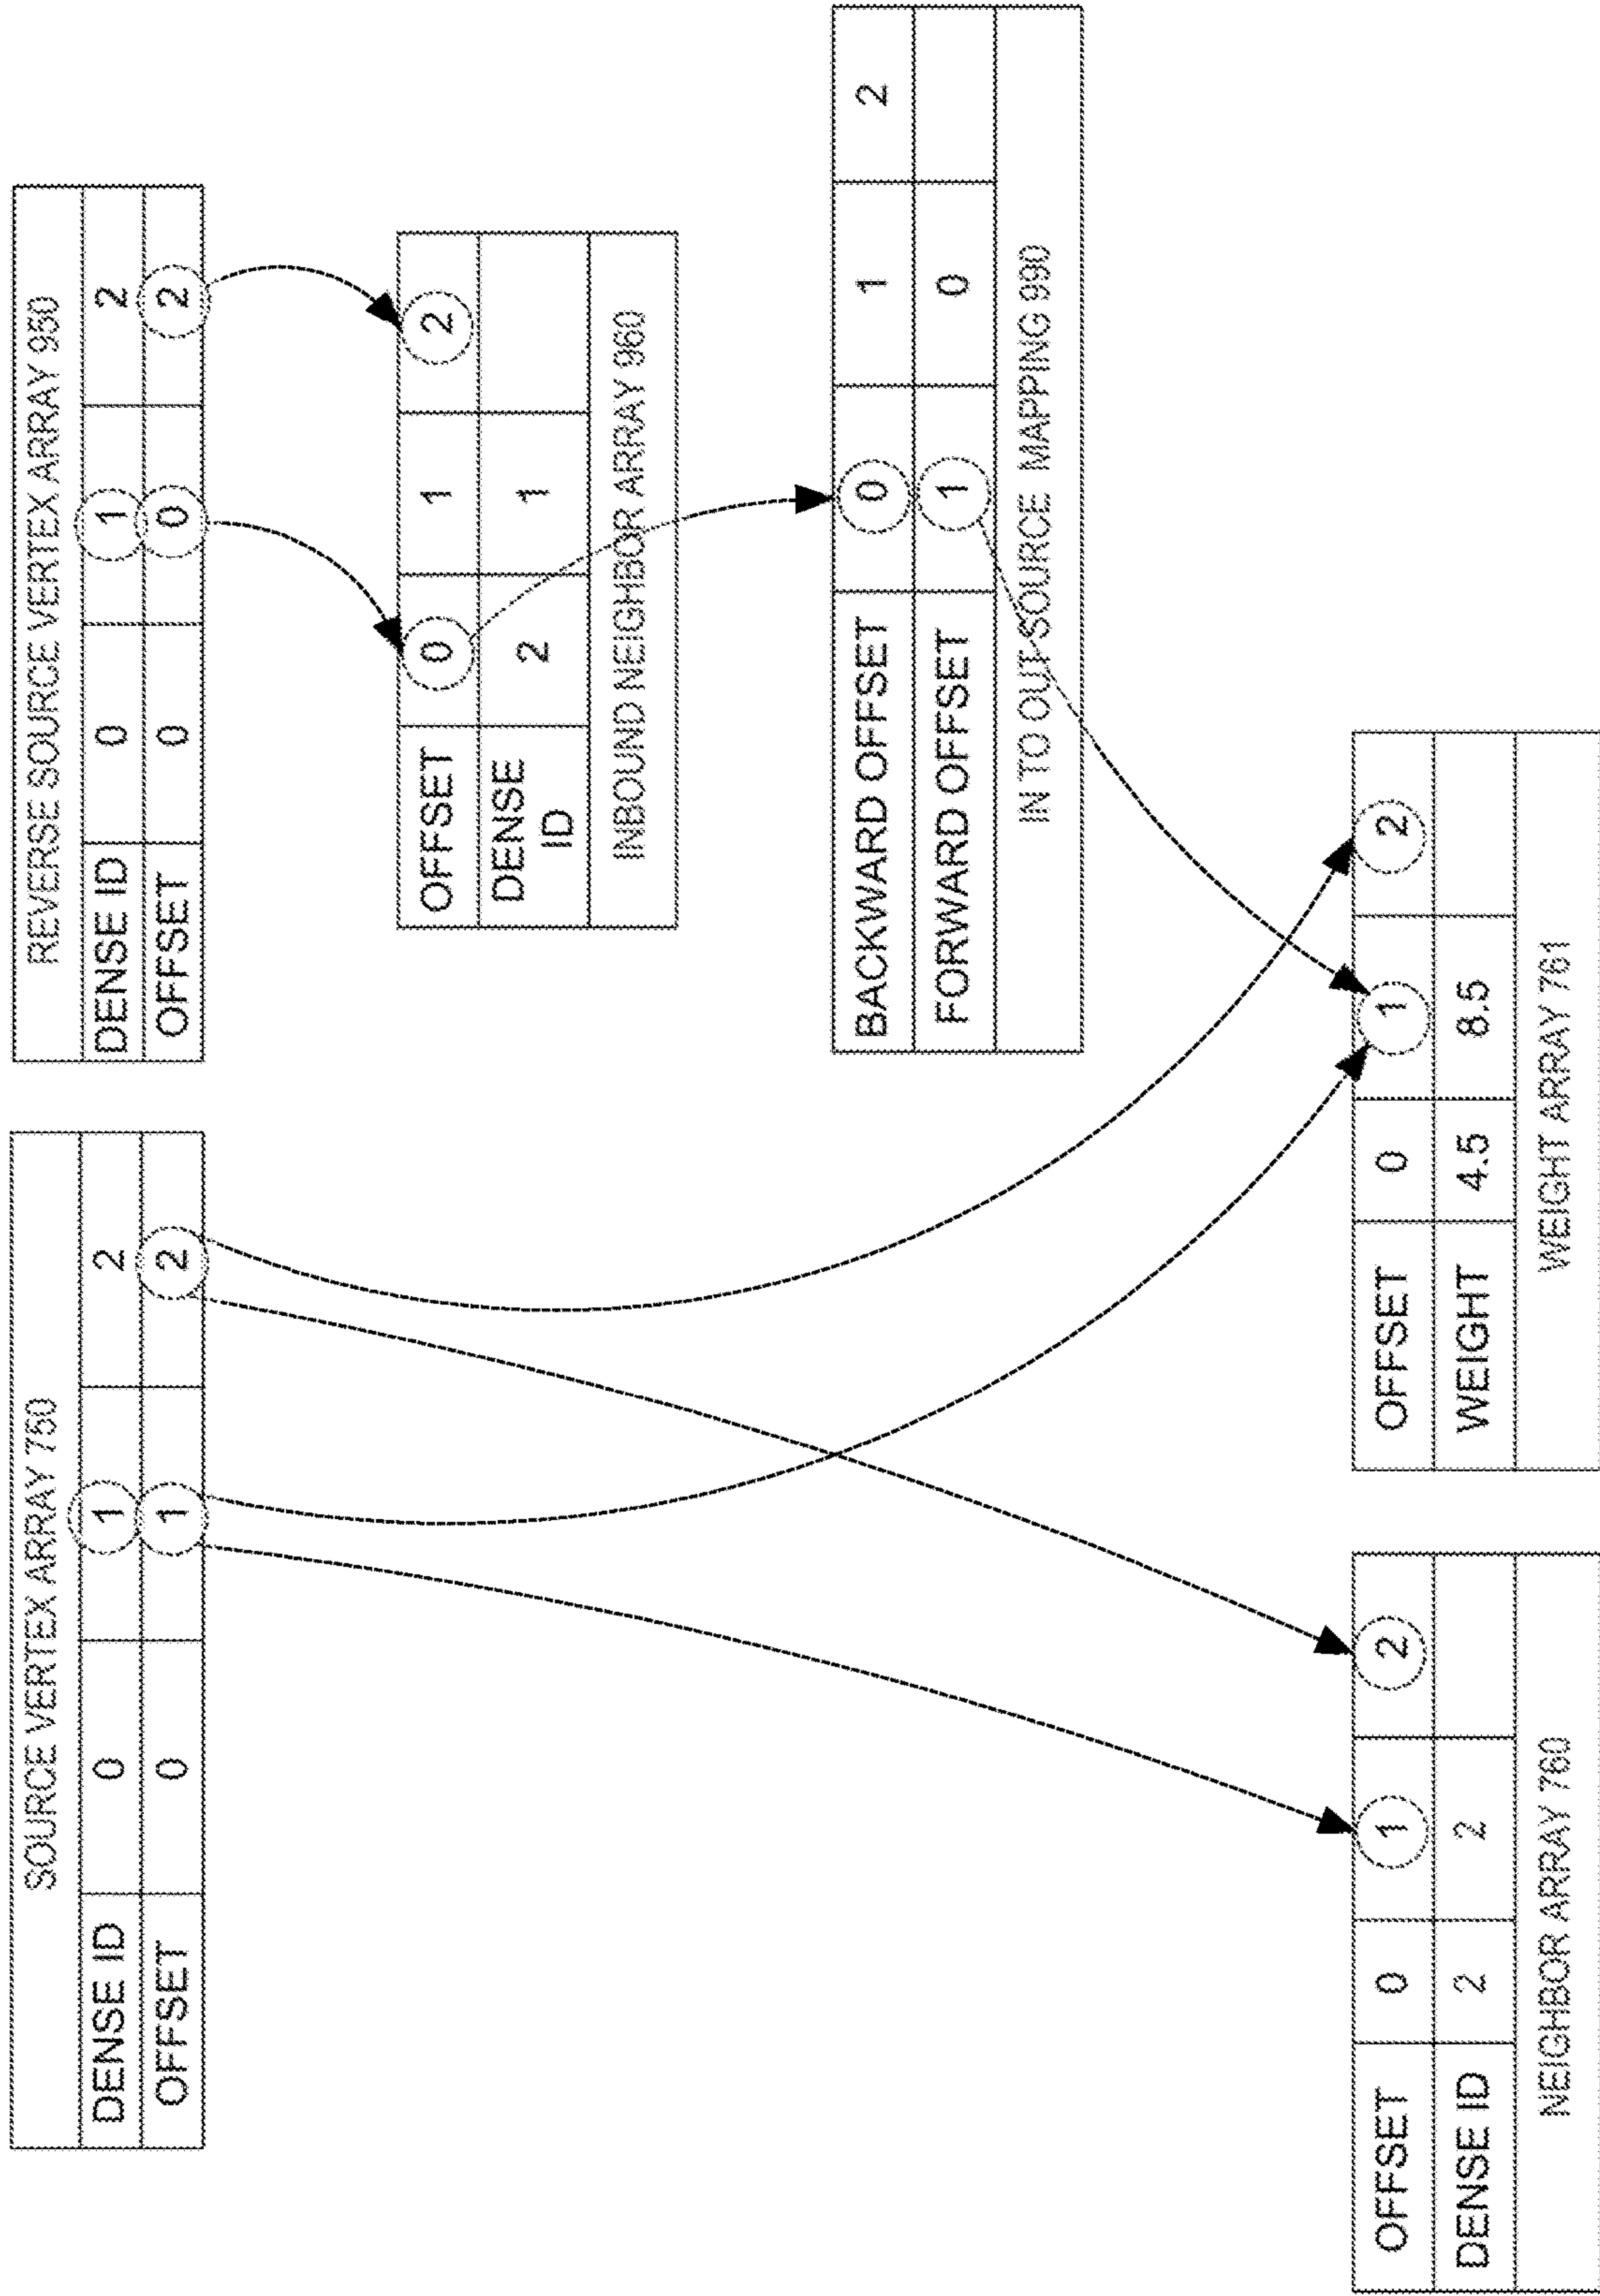 SOURCE VERTEX ARRAY 750
DENSE ID 0 1 2
OFFSET 0 1 2
REVERSE SOURCE VERTEX ARRAY 950
DENSE ID 0 1 2
OFFSET 0 0 2
OFFSET 0 1 2
DENSE 2 1
ID
INBOUND NEIGHBOR ARRAY 960
BACKWARD OFFSET 0 1 2
FORWARD OFFSET 1 0
IN TO OUT SOURCE MAPPING 990
OFFSET 0 1 2
DENSE ID 2 2
NEIGHBOR ARRAY 760
OFFSET 0 1 2
WEIGHT 4.5 8.5
WEIGHT ARRAY 761